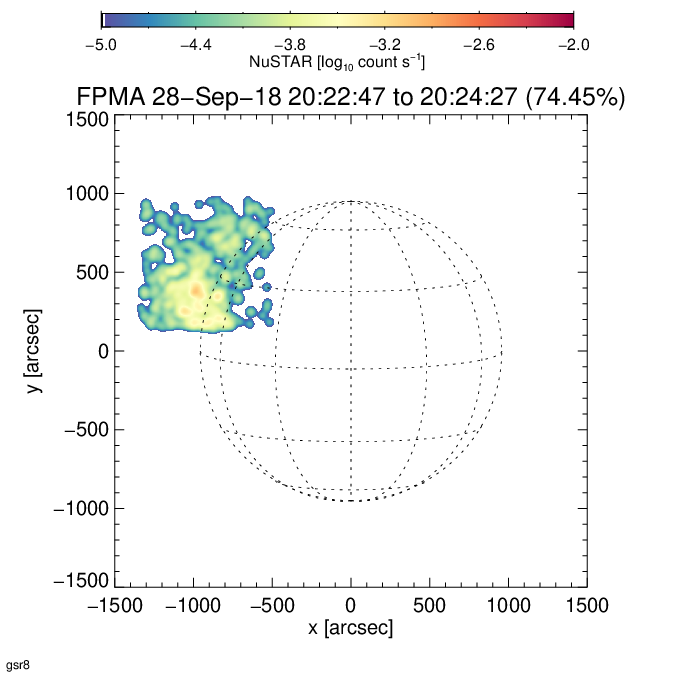 −5.0 −4.4 −3.8 −3.2 −2.6 −2.0
NuSTAR [log₁₀ count s⁻¹]
FPMA 28−Sep−18 20:22:47 to 20:24:27 (74.45%)
1500
1000
500
0
−500
−1000
−1500
y [arcsec]
−1500 −1000 −500 0 500 1000 1500
x [arcsec]
gsr8